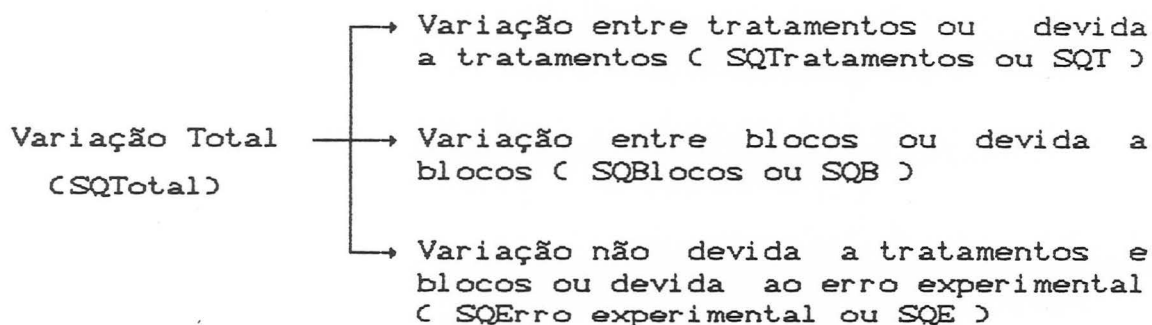 Variação entre tratamentos ou devida
a tratamentos ( SQTratamentos ou SQT )
Variação Total
(SQTotal)
Variação entre blocos ou devida a
blocos ( SQBlocos ou SQB )
Variação não devida a tratamentos e
blocos ou devida ao erro experimental
( SQErro experimental ou SQE )